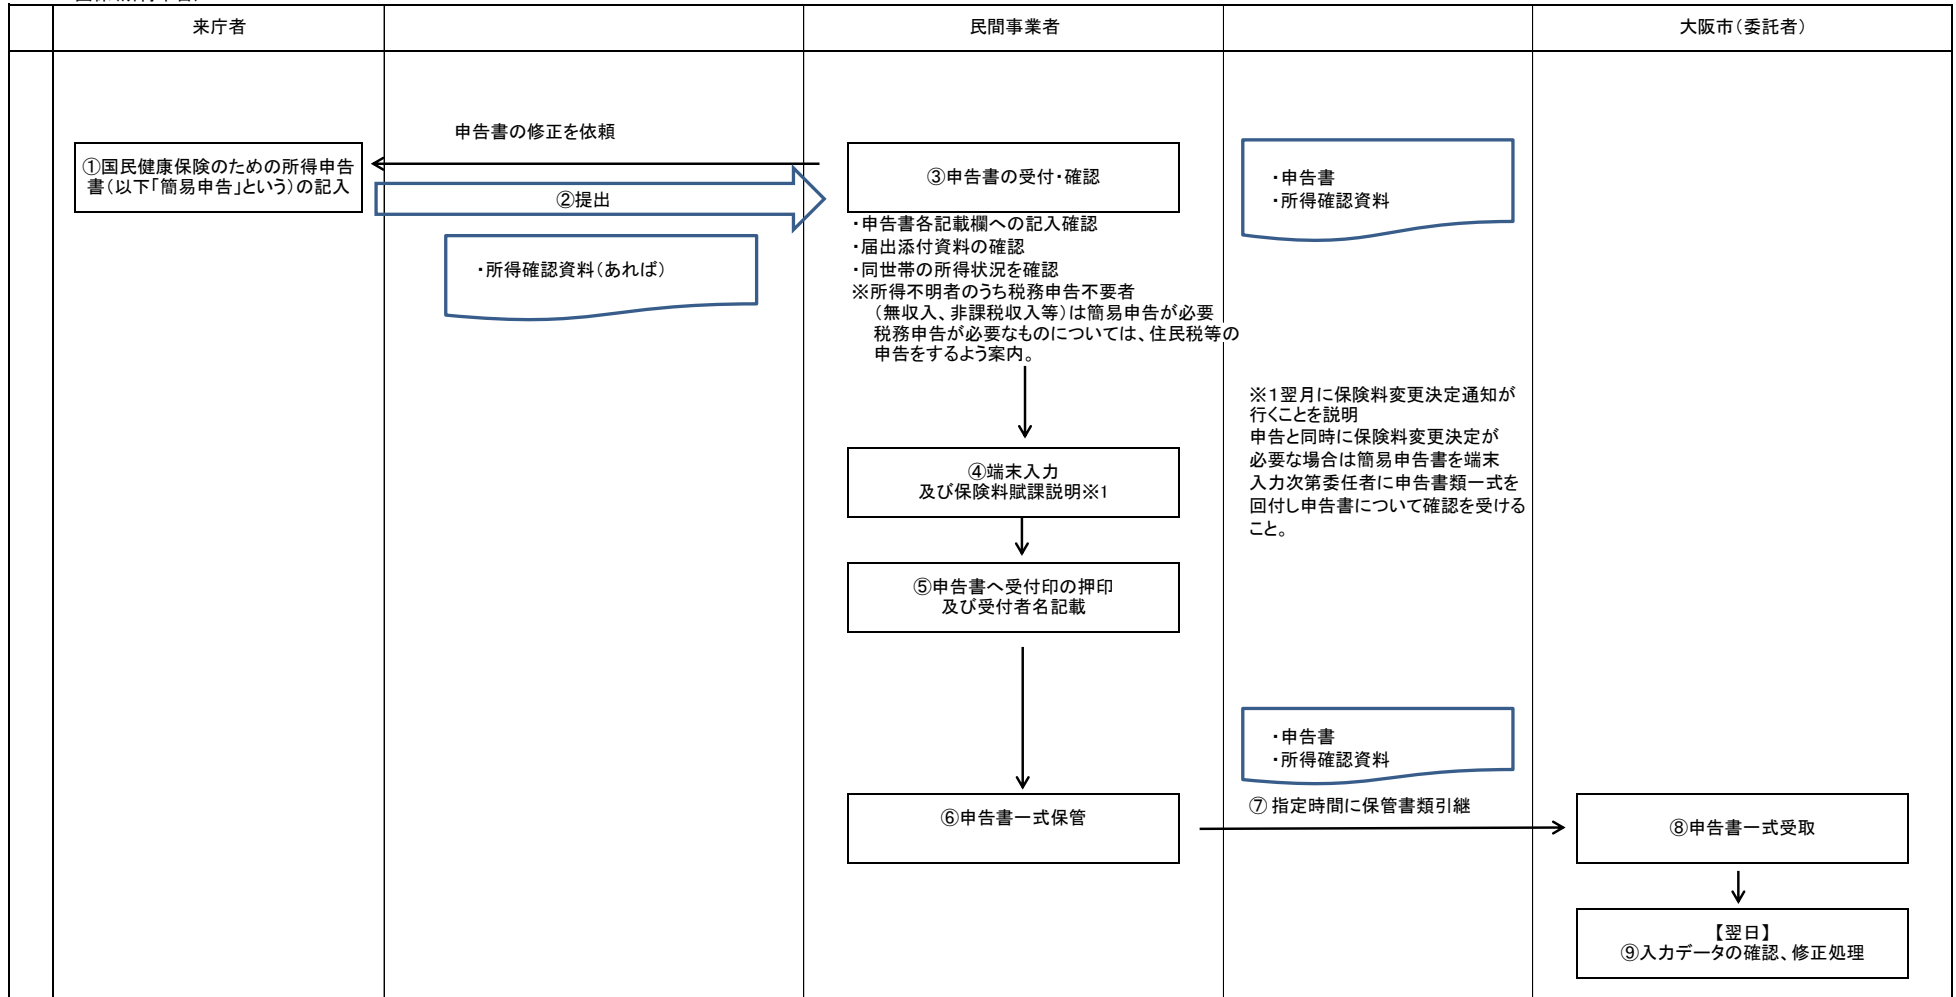 来庁者
民間事業者
大阪市（委託者）
申告書の修正を依頼
①国民健康保険のための所得申告
書（以下「簡易申告」という）の記入
②提出
・所得確認資料（あれば）
③申告書の受付・確認
・申告書各記載欄への記入確認
・届出添付資料の確認
・同世帯の所得状況を確認
※所得不明者のうち税務申告不要者
（無収入、非課税収入等）は簡易申告が必要
税務申告が必要なものについては、住民税等の
申告をするよう案内。
・申告書
・所得確認資料
※１翌月に保険料変更決定通知が
行くことを説明
申告と同時に保険料変更決定が
必要な場合は簡易申告書を端末
入力次第委任者に申告書類一式を
回付し申告書について確認を受ける
こと。
④端末入力
及び保険料賦課説明※1
⑤申告書へ受付印の押印
及び受付者名記載
・申告書
・所得確認資料
⑥申告書一式保管
⑦ 指定時間に保管書類引継
⑧申告書一式受取
【翌日】
⑨入力データの確認、修正処理